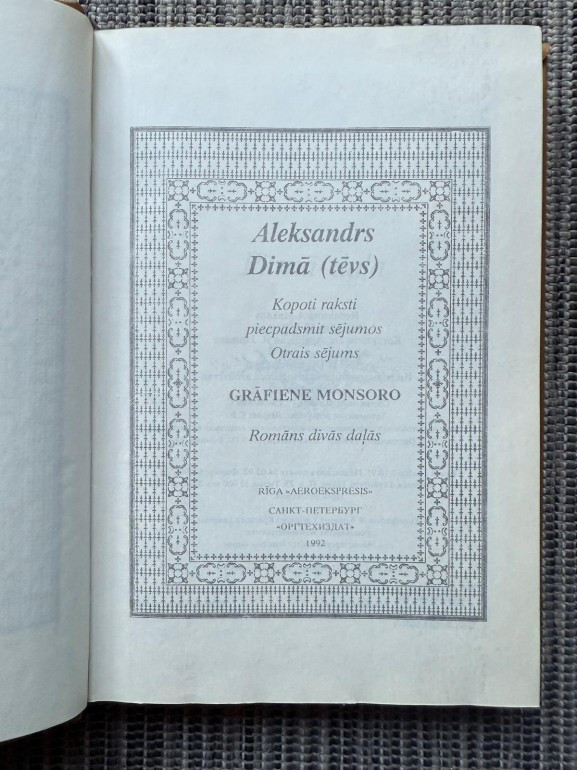 Aleksandrs
Dimā (tēvs)
Kopoti raksti
piecpadsmit sējumos
Otrais sējums
GRĀFIENE MONSORO
Romāns divās daļās
RĪGA «AEROEKSPRESIS»
САНКТ-ПЕТЕРБУРГ
«ОРГТЕХИЗДАТ»
1992